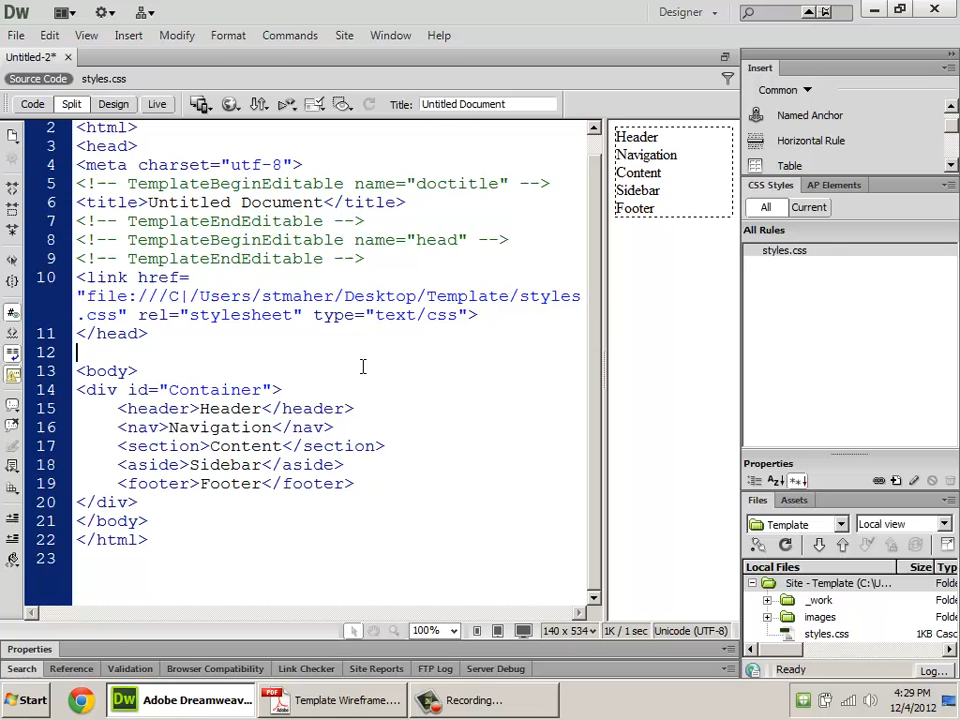 Dw
Designer
File Edit View Insert Modify Format Commands Site Window Help
Untitled-2* ×
Source Code styles.css
Code Split Design Live Title: Untitled Document
2 <html>
3 <head>
4 <meta charset="utf-8">
5 <!-- TemplateBeginEditable name="doctitle" -->
6 <title>Untitled Document</title>
7 <!-- TemplateEndEditable -->
8 <!-- TemplateBeginEditable name="head" -->
9 <!-- TemplateEndEditable -->
10 <link href=
"file:///C|/Users/stmaher/Desktop/Template/styles
.css" rel="stylesheet" type="text/css">
11 </head>
12
13 <body>
14 <div id="Container">
15 <header>Header</header>
16 <nav>Navigation</nav>
17 <section>Content</section>
18 <aside>Sidebar</aside>
19 <footer>Footer</footer>
20 </div>
21 </body>
22 </html>
23
Header
Navigation
Content
Sidebar
Footer
Insert
Common
Named Anchor
Horizontal Rule
Table
CSS Styles AP Elements
All Current
All Rules
styles.css
Properties
Files Assets
Template Local view
Local Files Size Typ
Site - Template (C:\U... Folde
_work Folde
images Folde
styles.css 1KB Casc
Ready Log...
100% 140 x 534 1K / 1 sec Unicode (UTF-8)
Properties
Search Reference Validation Browser Compatibility Link Checker Site Reports FTP Log Server Debug
Start Adobe Dreamweav... Template Wireframe.... Recording...
4:29 PM
12/4/2012